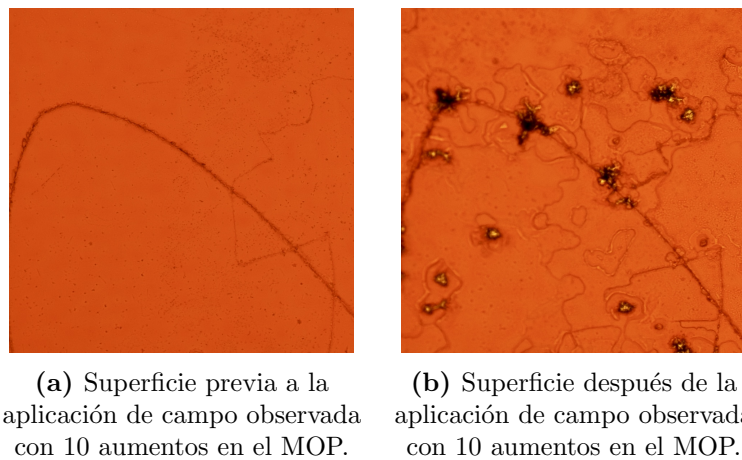 (a) Superficie previa a la
aplicación de campo observada
con 10 aumentos en el MOP.
(b) Superficie después de la
aplicación de campo observada
con 10 aumentos en el MOP.